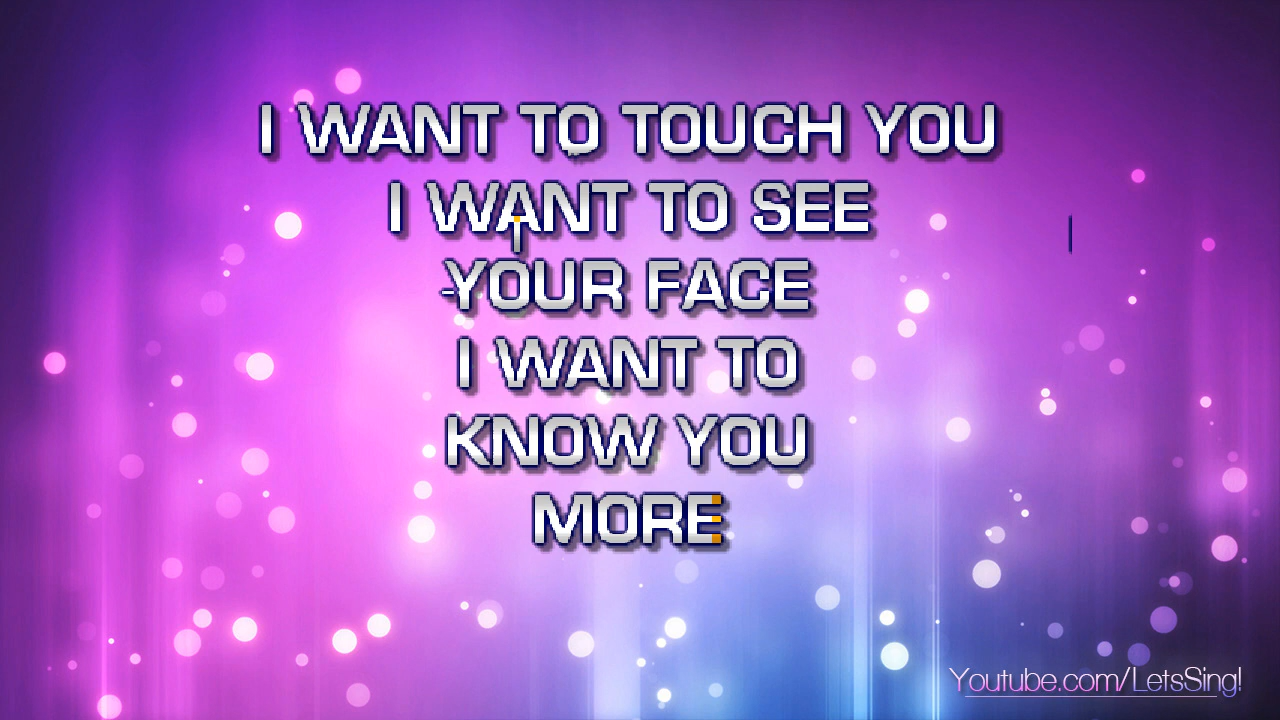 I WANT TO TOUCH YOU
I WANT TO SEE
YOUR FACE
I WANT TO
KNOW YOU
MORE
Youtube.com/LetsSing!